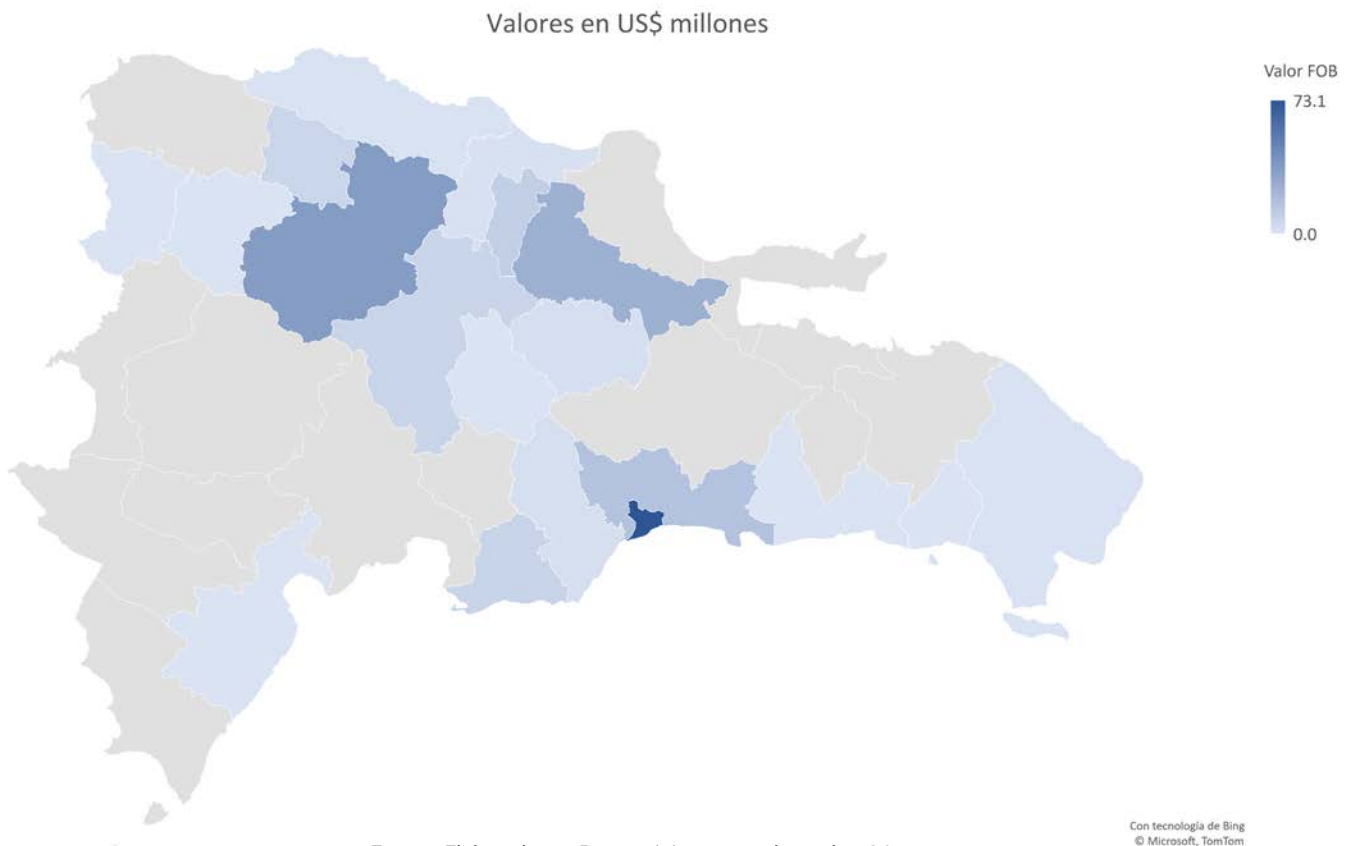 Valores en US$ millones
Valor FOB
73.1
0.0
Con tecnología de Bing
© Microsoft, TomTom